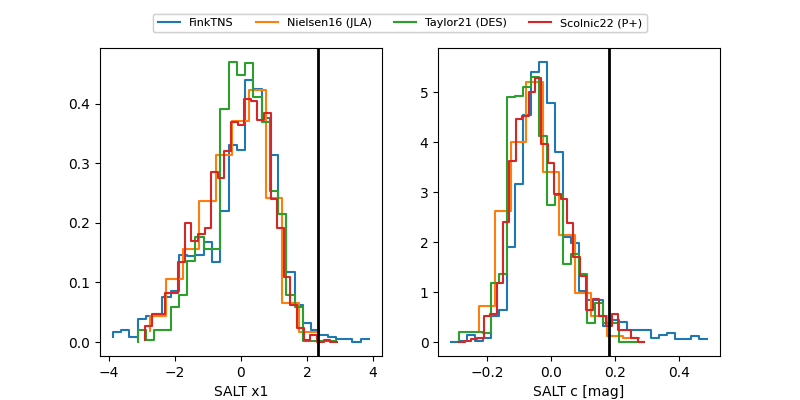 FinkTNS Nielsen16 (JLA) Taylor21 (DES) Scolnic22 (P+)
0.4
0.3
0.2
0.1
0.0
−4 −2 0 2 4
SALT x1
5
4
3
2
1
0
−0.2 0.0 0.2 0.4
SALT c [mag]